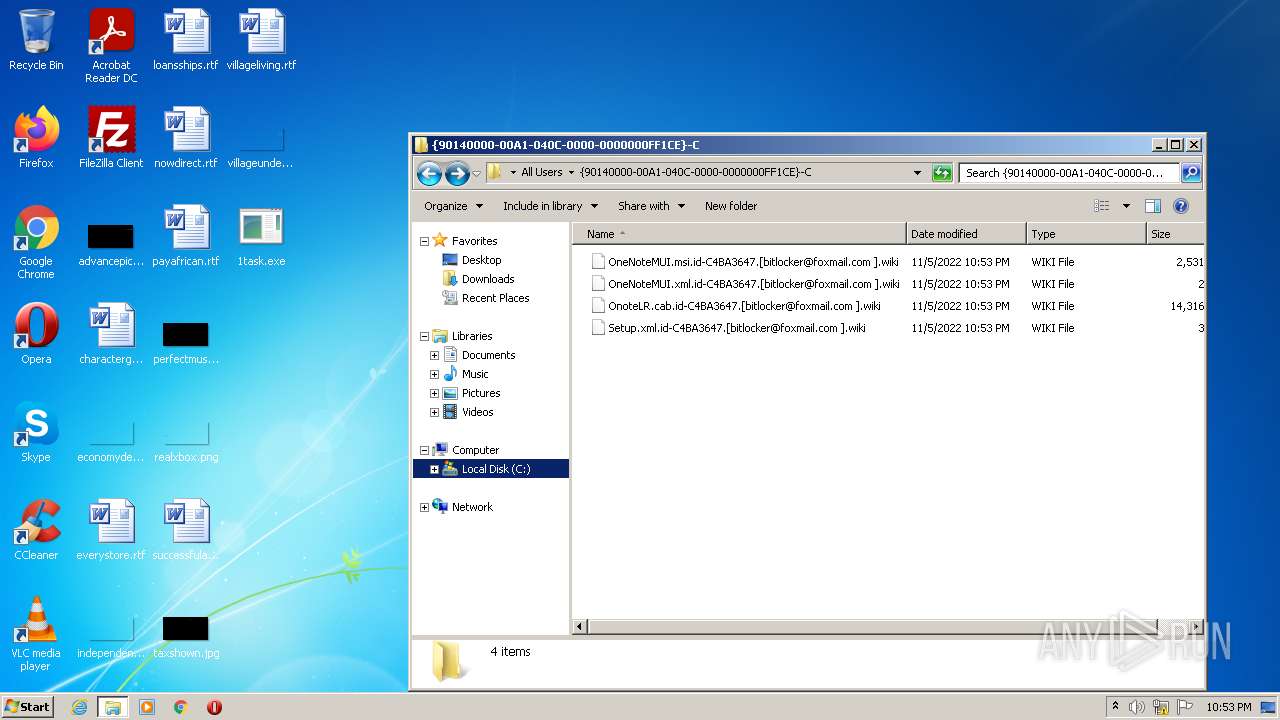 Recycle Bin
Acrobat
Reader DC
loansships.rtf
villageliving.rtf
Firefox
FileZilla Client
nowdirect.rtf
villageunde...
Google
Chrome
advancepic...
payafrican.rtf
1task.exe
Opera
characterg...
perfectmus...
Skype
economyde...
realxbox.png
CCleaner
everystore.rtf
successfula...
VLC media
player
independen...
taxshown.jpg
{90140000-00A1-040C-0000-0000000FF1CE}-C
All Users
{90140000-00A1-040C-0000-0000000FF1CE}-C
Search {90140000-00A1-040C-0000-0...
Organize
Include in library
Share with
New folder
Favorites
Desktop
Downloads
Recent Places
Libraries
Documents
Music
Pictures
Videos
Computer
Local Disk (C:)
Network
Name
Date modified
Type
Size
OneNoteMUI.msi.id-C4BA3647.[bitlocker@foxmail.com ].wiki 11/5/2022 10:53 PM WIKI File 2,531
OneNoteMUI.xml.id-C4BA3647.[bitlocker@foxmail.com ].wiki 11/5/2022 10:53 PM WIKI File 2
OnoteLR.cab.id-C4BA3647.[bitlocker@foxmail.com ].wiki 11/5/2022 10:53 PM WIKI File 14,316
setup.xml.id-C4BA3647.[bitlocker@foxmail.com ].wiki 11/5/2022 10:53 PM WIKI File 3
4 items
ANY RUN
Start
10:53 PM